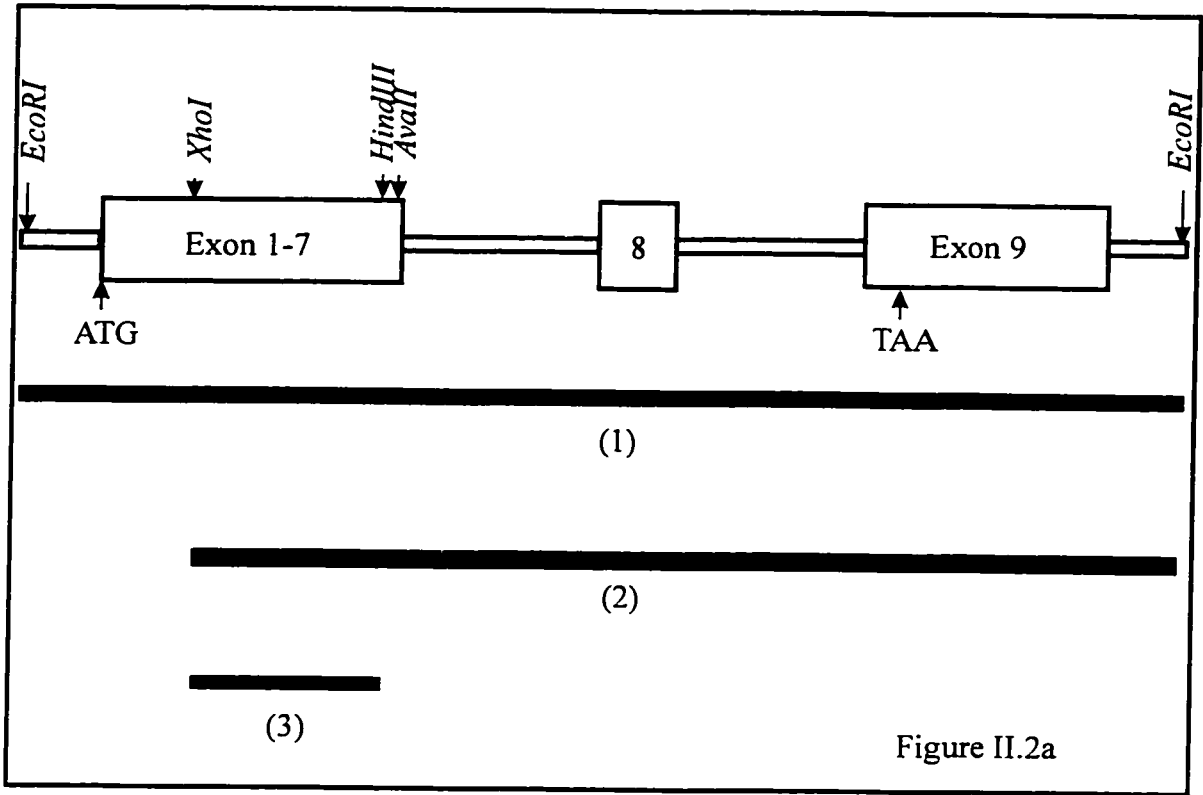 EcoRI
XhoI
HindIII
AvaII
EcoRI
Exon 1-7
8
Exon 9
ATG
TAA
(1)
(2)
(3)
Figure II.2a